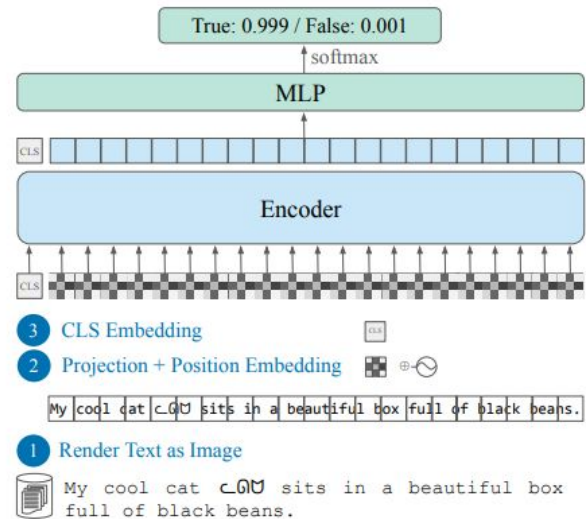 True: 0.999 / False: 0.001
softmax
MLP
CLS
Encoder
CLS
3 CLS Embedding CLS
2 Projection + Position Embedding ⊕
My cool cat ᓚᘏᗢ sits in a beautiful box full of black beans.
1 Render Text as Image
My cool cat ᓚᘏᗢ sits in a beautiful box
full of black beans.